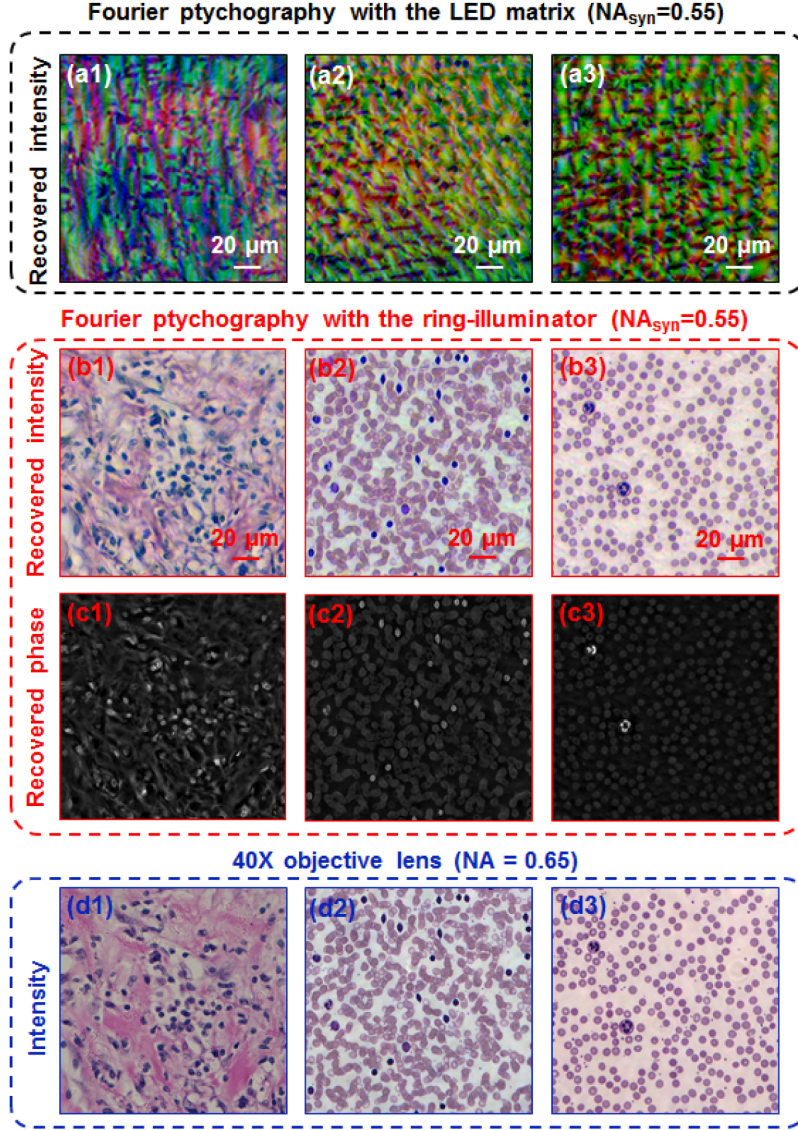 Fourier ptychography with the LED matrix (NAsyn=0.55)
Recovered intensity
(a1) (a2) (a3)
20 µm 20 µm 20 µm
Fourier ptychography with the ring-illuminator (NAsyn=0.55)
Recovered intensity
(b1) (b2) (b3)
20 µm 20 µm 20 µm
Recovered phase
(c1) (c2) (c3)
40X objective lens (NA = 0.65)
Intensity
(d1) (d2) (d3)